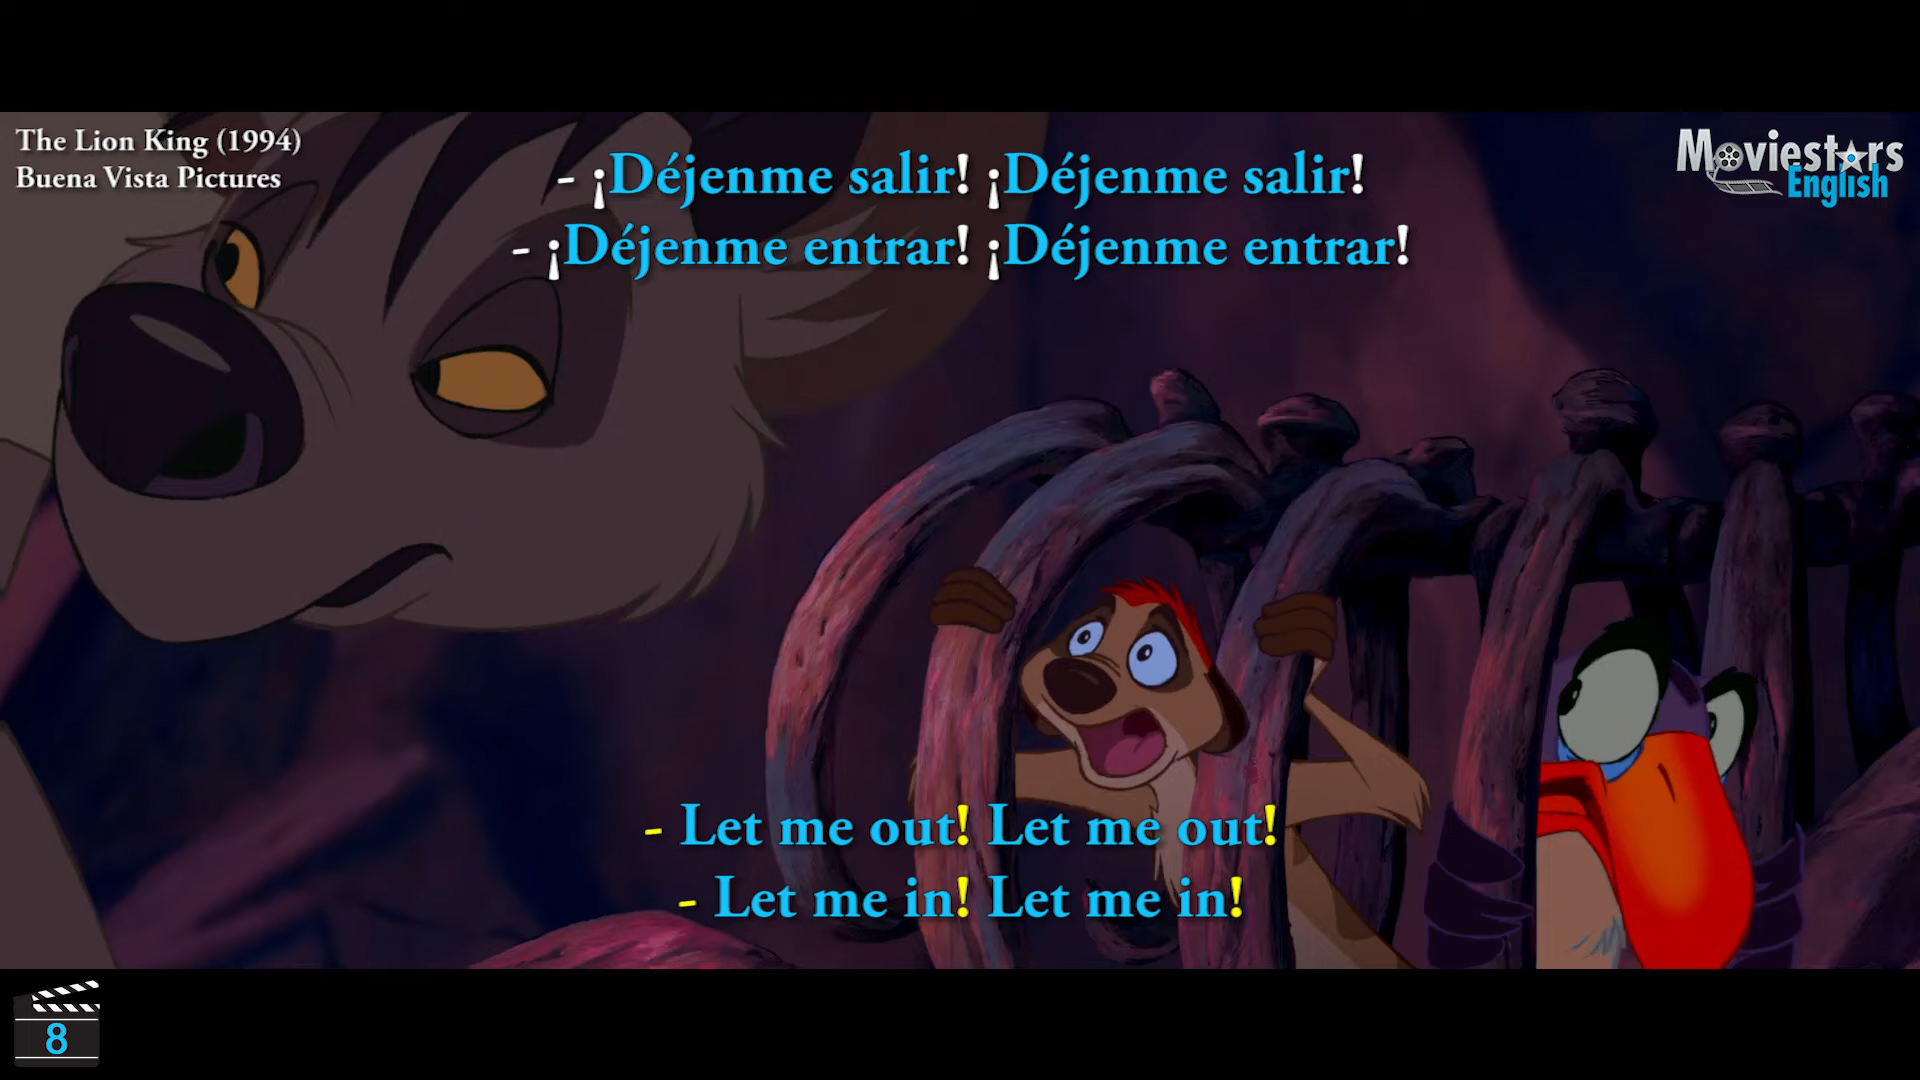 The Lion King (1994)
Buena Vista Pictures
Moviestars
English
- ¡Déjenme salir! ¡Déjenme salir!
- ¡Déjenme entrar! ¡Déjenme entrar!
- Let me out! Let me out!
- Let me in! Let me in!
8